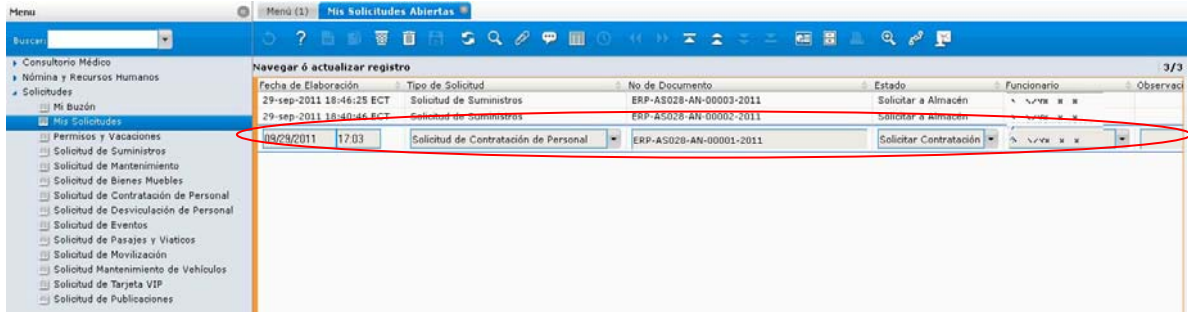 Menu
Menú (1) Mis Solicitudes Abiertas
Buscar:
Consultorio Médico
Navegar ó actualizar registro 3/3
Nómina y Recursos Humanos
Fecha de Elaboración Tipo de Solicitud No de Documento Estado Funcionario Observaci
Solicitudes
29-sep-2011 18:46:25 ECT Solicitud de Suministros ERP-AS028-AN-00003-2011 Solicitar a Almacén
Mi Buzón
29-sep-2011 18:40:46 ECT Solicitud de Suministros ERP-AS028-AN-00002-2011 Solicitar a Almacén
Mis Solicitudes
09/29/2011 17:03 Solicitud de Contratación de Personal ERP-AS028-AN-00001-2011 Solicitar Contratación
Permisos y Vacaciones
Solicitud de Suministros
Solicitud de Mantenimiento
Solicitud de Bienes Muebles
Solicitud de Contratación de Personal
Solicitud de Desviculación de Personal
Solicitud de Eventos
Solicitud de Pasajes y Viaticos
Solicitud de Movilización
Solicitud Mantenimiento de Vehículos
Solicitud de Tarjeta VIP
Solicitud de Publicaciones